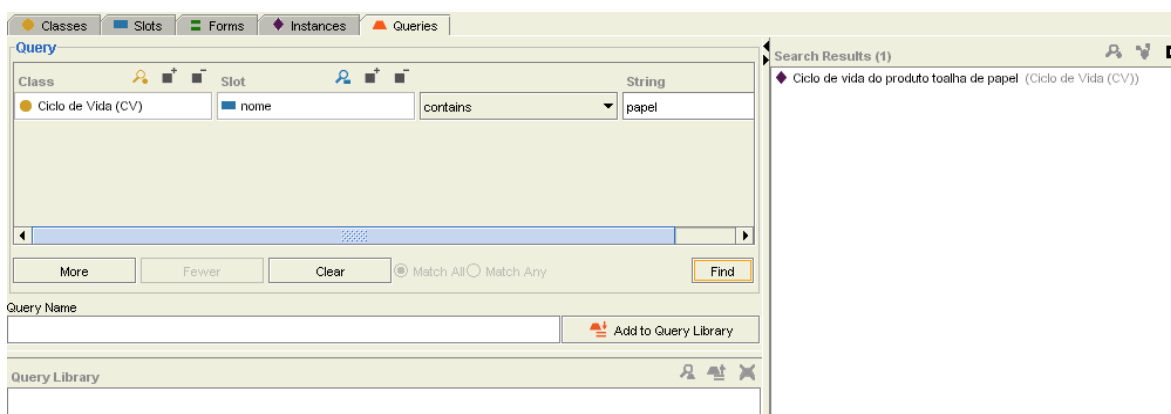 Classes Slots Forms Instances Queries
Query
Class Slot String
Ciclo de Vida (CV) nome contains papel
More Fewer Clear Match All Match Any Find
Query Name
Add to Query Library
Query Library
Search Results (1)
Ciclo de vida do produto toalha de papel (Ciclo de Vida (CV))